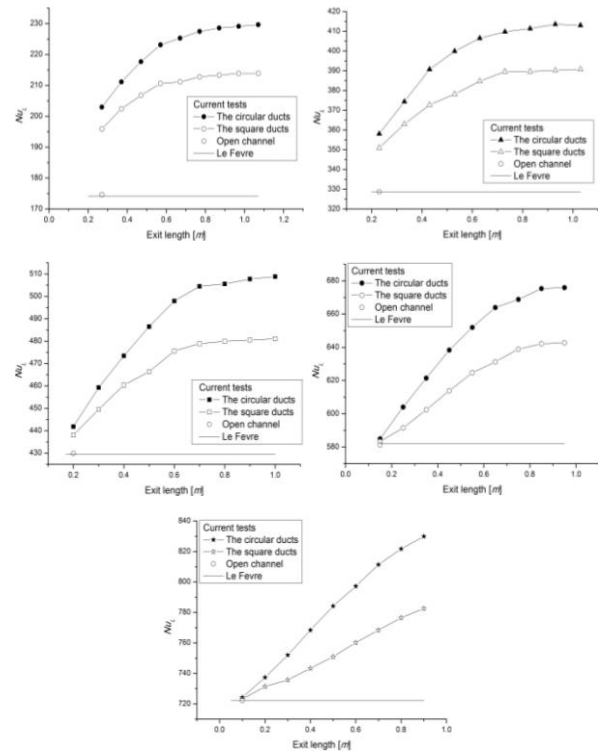 230
220
210
200
190
180
170
Nu_L
Current tests
The circular ducts
The square ducts
Open channel
Le Fevre
0.0 0.2 0.4 0.6 0.8 1.0 1.2
Exit length [m]
420
410
400
390
380
370
360
350
340
330
320
Nu_L
Current tests
The circular ducts
The square ducts
Open channel
Le Fevre
0.2 0.4 0.6 0.8 1.0
Exit length [m]
510
500
490
480
470
460
450
440
430
Nu_L
Current tests
The circular ducts
The square ducts
Open channel
Le Fevre
0.2 0.4 0.6 0.8 1.0
Exit length [m]
680
660
640
620
600
580
Nu_L
Current tests
The circular ducts
The square ducts
Open channel
Le Fevre
0.0 0.2 0.4 0.6 0.8 1.0
Exit length [m]
840
820
800
780
760
740
720
Nu_L
Current tests
The circular ducts
The square ducts
Open channel
Le Fevre
0.0 0.2 0.4 0.6 0.8 1.0
Exit length [m]